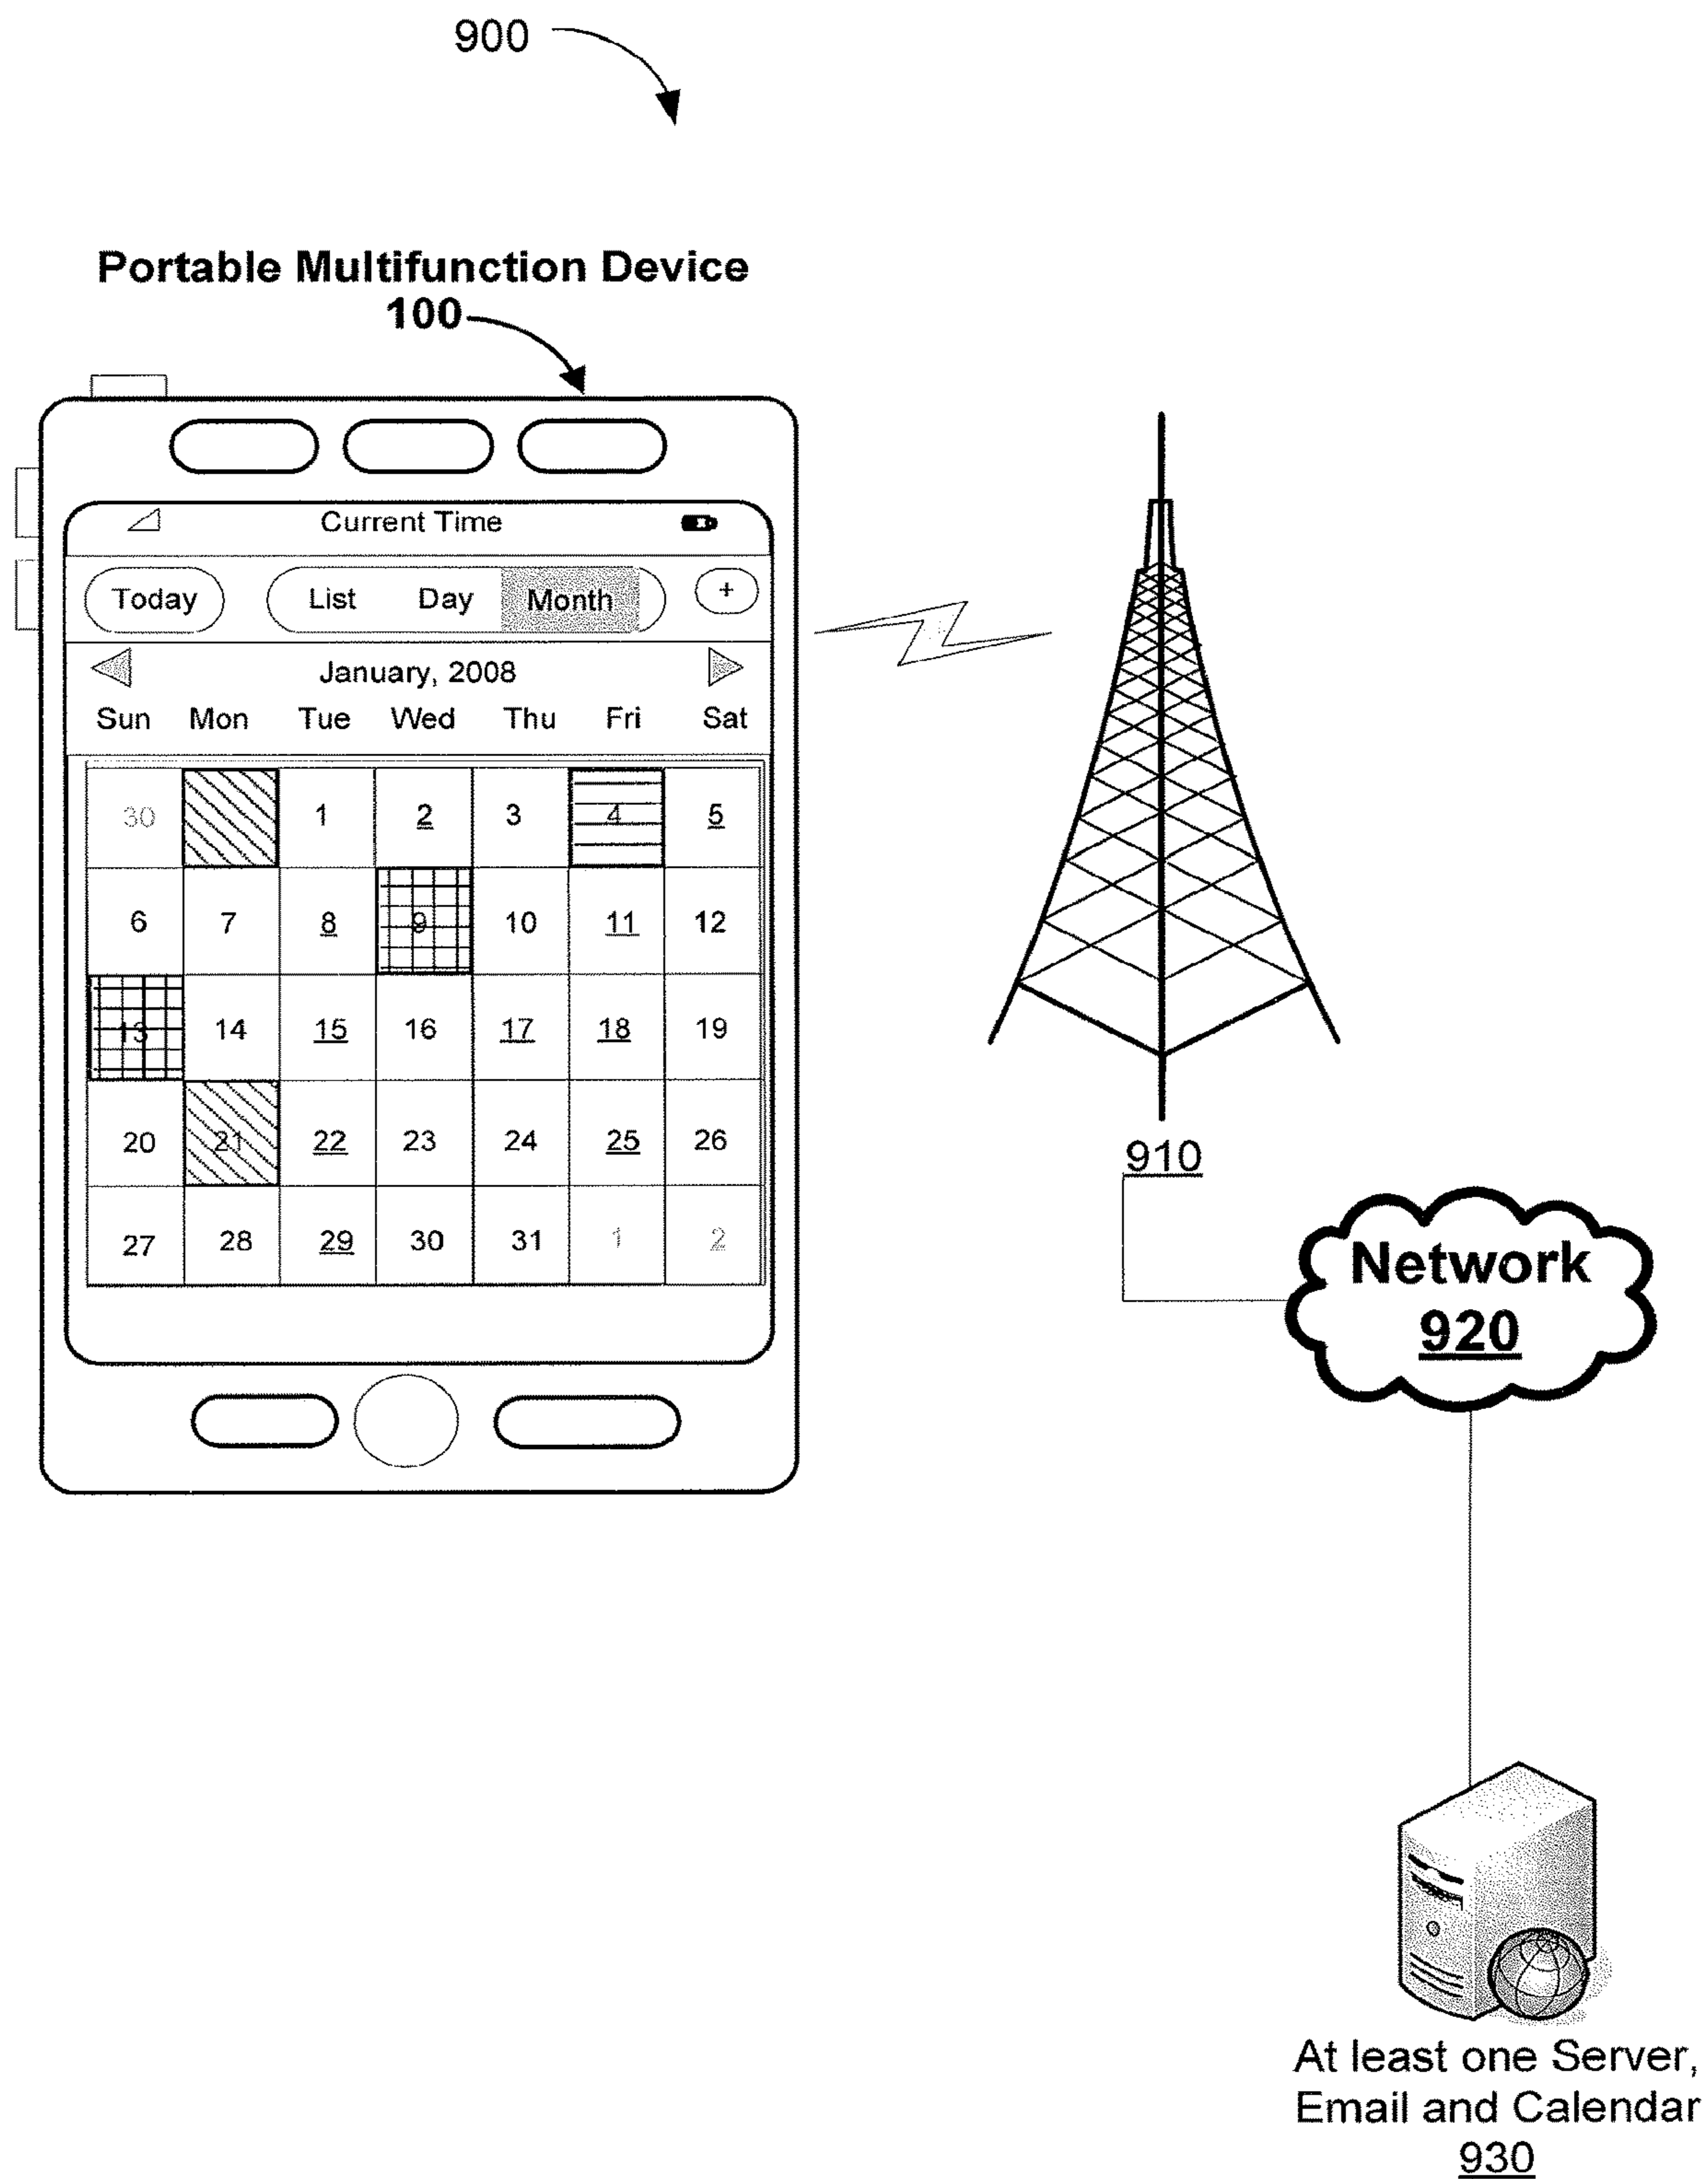 900
Portable Multifunction Device
100
Current Time
Today List Day Month +
January, 2008
Sun Mon Tue Wed Thu Fri Sat
30 1 2 3 4 5
6 7 8 9 10 11 12
13 14 15 16 17 18 19
20 21 22 23 24 25 26
27 28 29 30 31 1 2
910
Network
920
At least one Server,
Email and Calendar
930